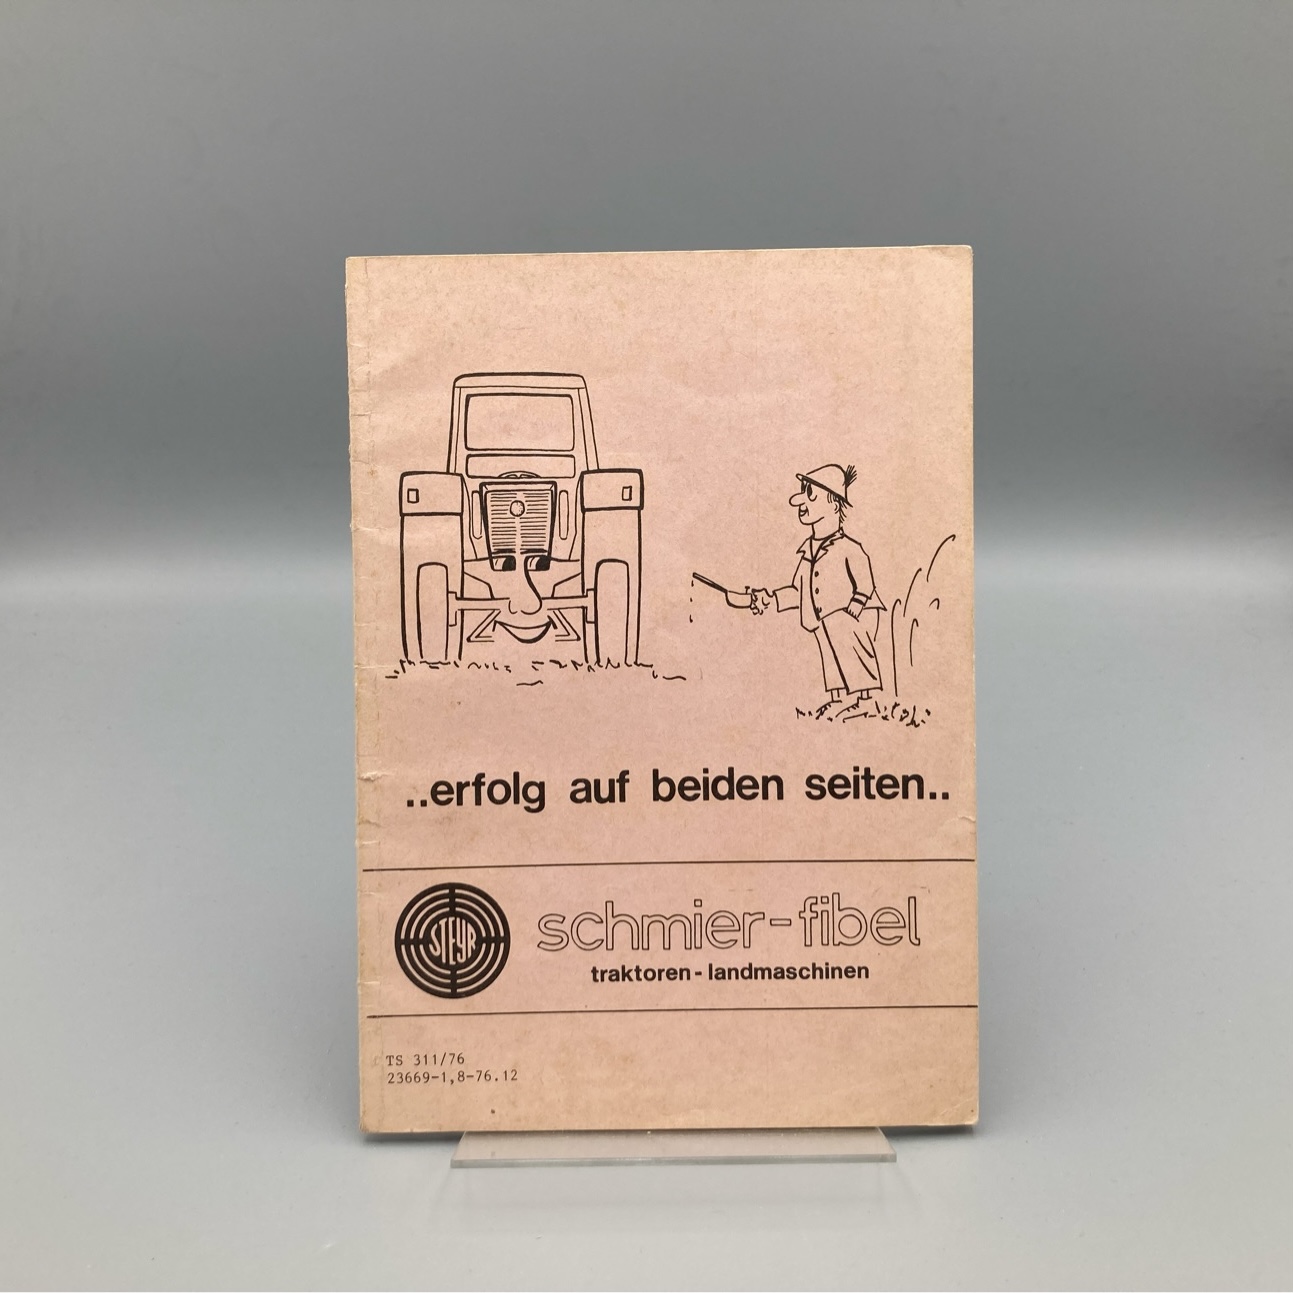 ..erfolg auf beiden seiten..
STEYR
schmier-fibel
traktoren-landmaschinen
TS 311/76
23669-1,8-76.12